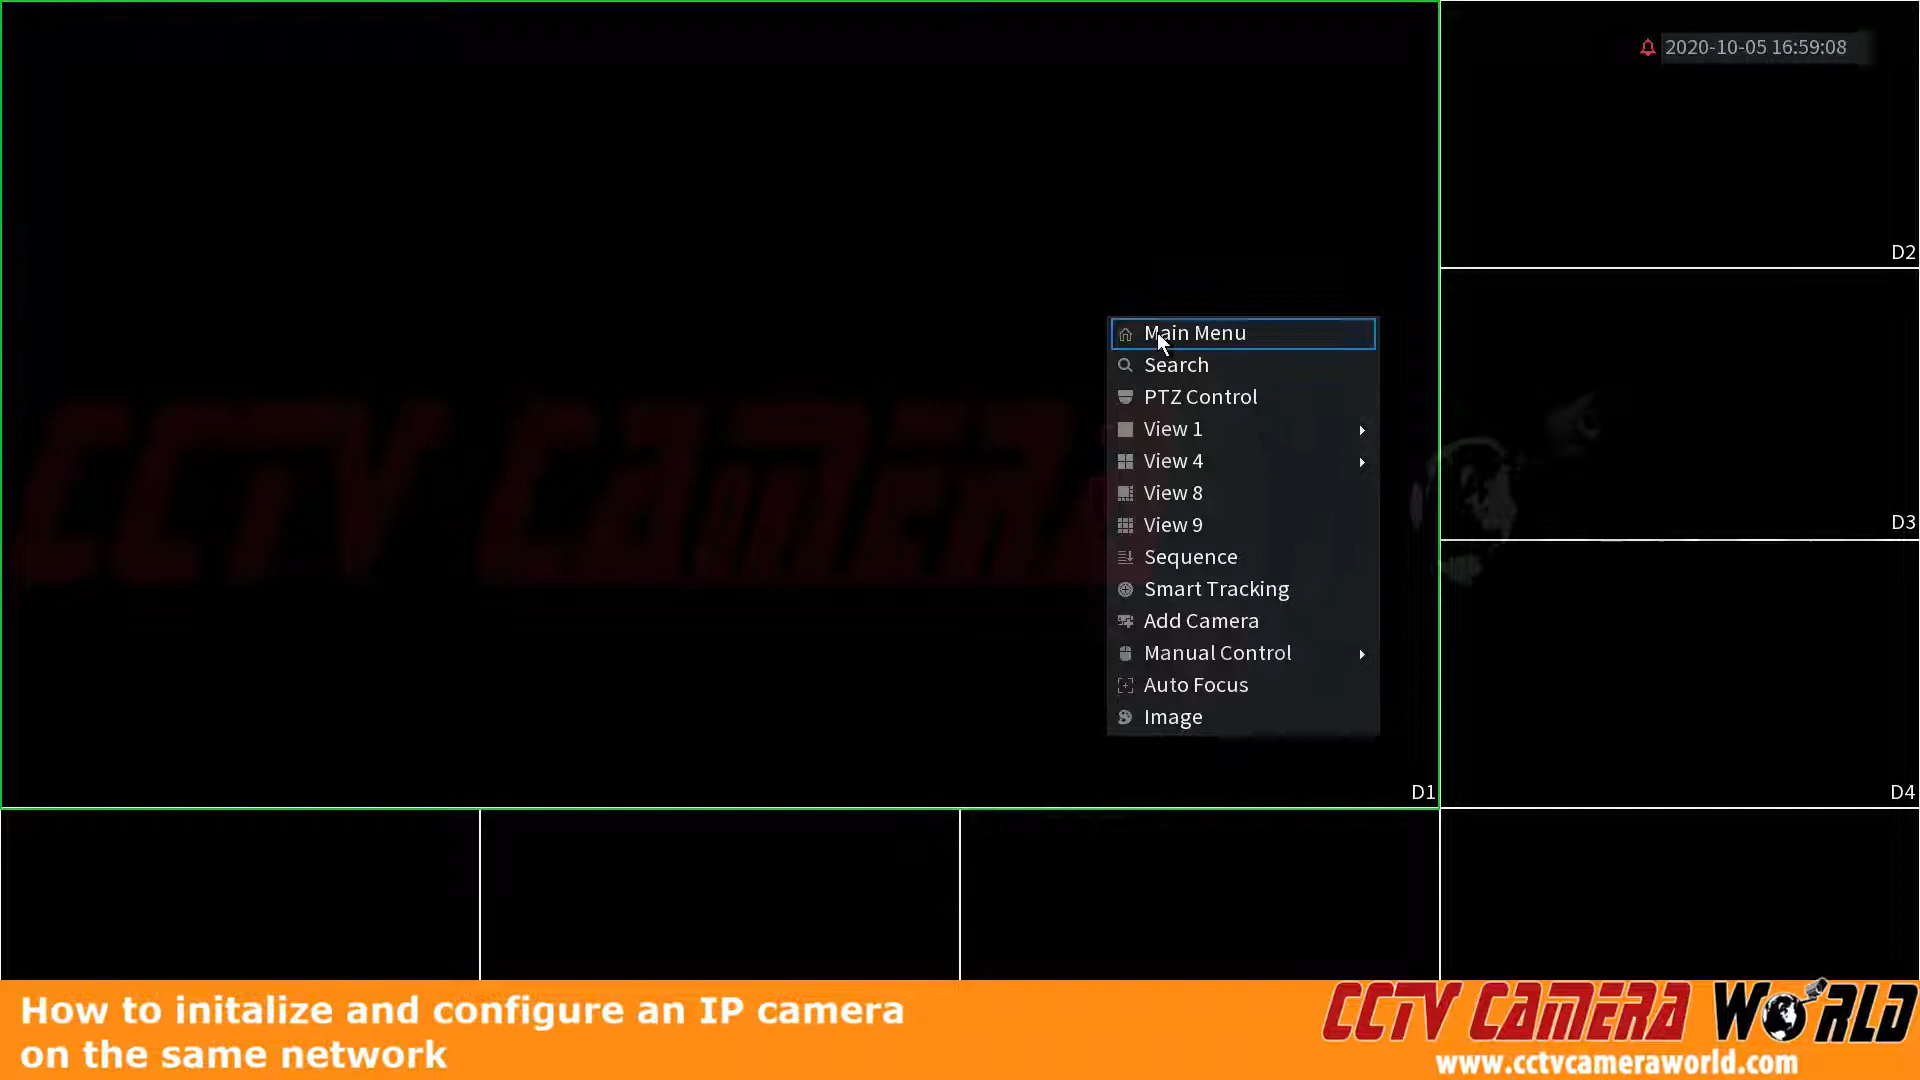 2020-10-05 16:59:08
D2
Main Menu
Search
PTZ Control
View 1
View 4
View 8
View 9
Sequence
Smart Tracking
Add Camera
Manual Control
Auto Focus
Image
CCTV CAMERA
D3
D1
D4
How to initalize and configure an IP camera
on the same network
CCTV CAMERA WORLD
www.cctvcameraworld.com